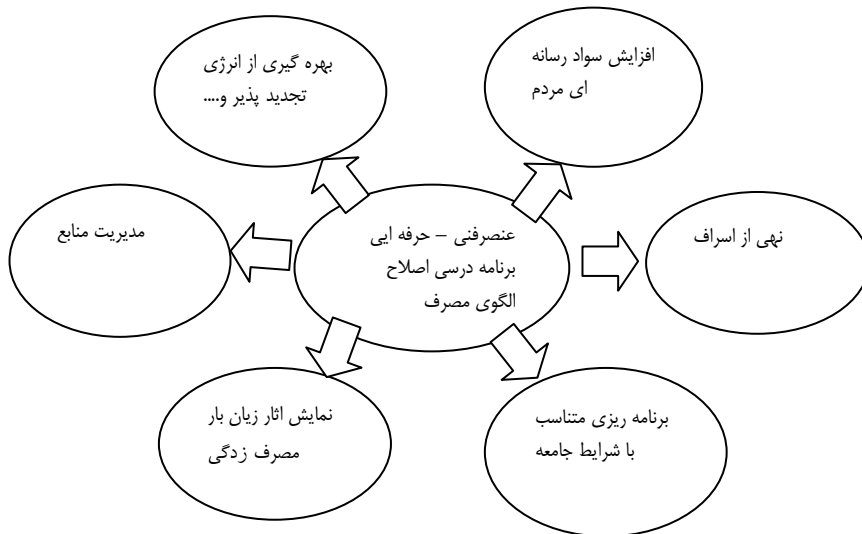 افزایش سواد رسانه
ای مردم
بهره گیری از انرژی
تجدید پذیر و....
عنصرفنی – حرفه ایی
برنامه درسی اصلاح
الگوی مصرف
نهی از اسراف
مدیریت منابع
برنامه ریزی متناسب
با شرایط جامعه
نمایش اثار زیان بار
مصرف زدگی